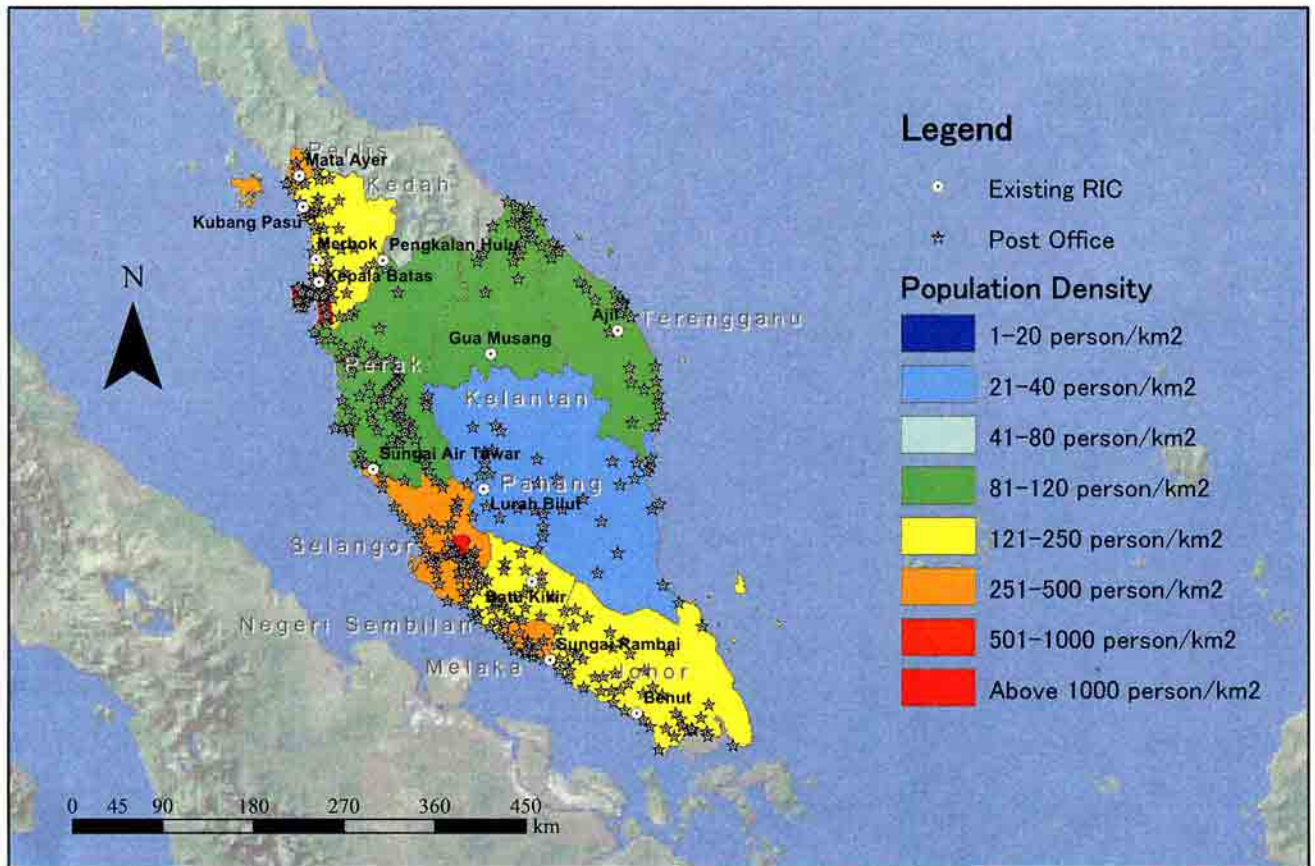 Perlis
Mata Ayer
Kedah
Kubang Pasu
Merbok
Pengkalan Hulu
Kepala Batas
N
Ajil
Terengganu
Gua Musang
Perak
Kelantan
Sungai Air Tawar
Pahang
Lurah Bilut
Selangor
Batu Kikir
Negeri Sembilan
Sungai Rambai
Melaka
Johor
Benut
0 45 90 180 270 360 450
km
Legend
Existing RIC
Post Office
Population Density
1-20 person/km2
21-40 person/km2
41-80 person/km2
81-120 person/km2
121-250 person/km2
251-500 person/km2
501-1000 person/km2
Above 1000 person/km2